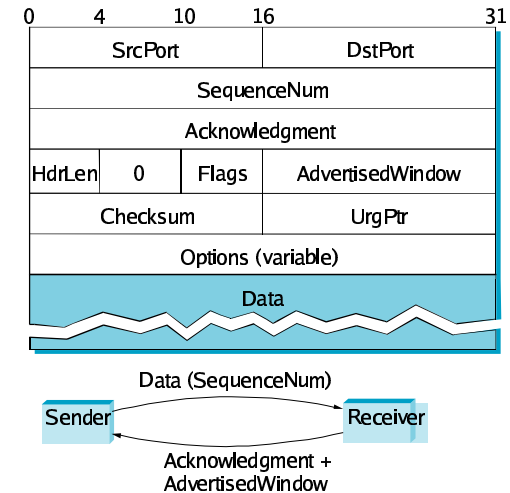 0 4 10 16 31
SrcPort DstPort
SequenceNum
Acknowledgment
HdrLen 0 Flags AdvertisedWindow
Checksum UrgPtr
Options (variable)
Data
Data (SequenceNum)
Sender Receiver
Acknowledgment +
AdvertisedWindow